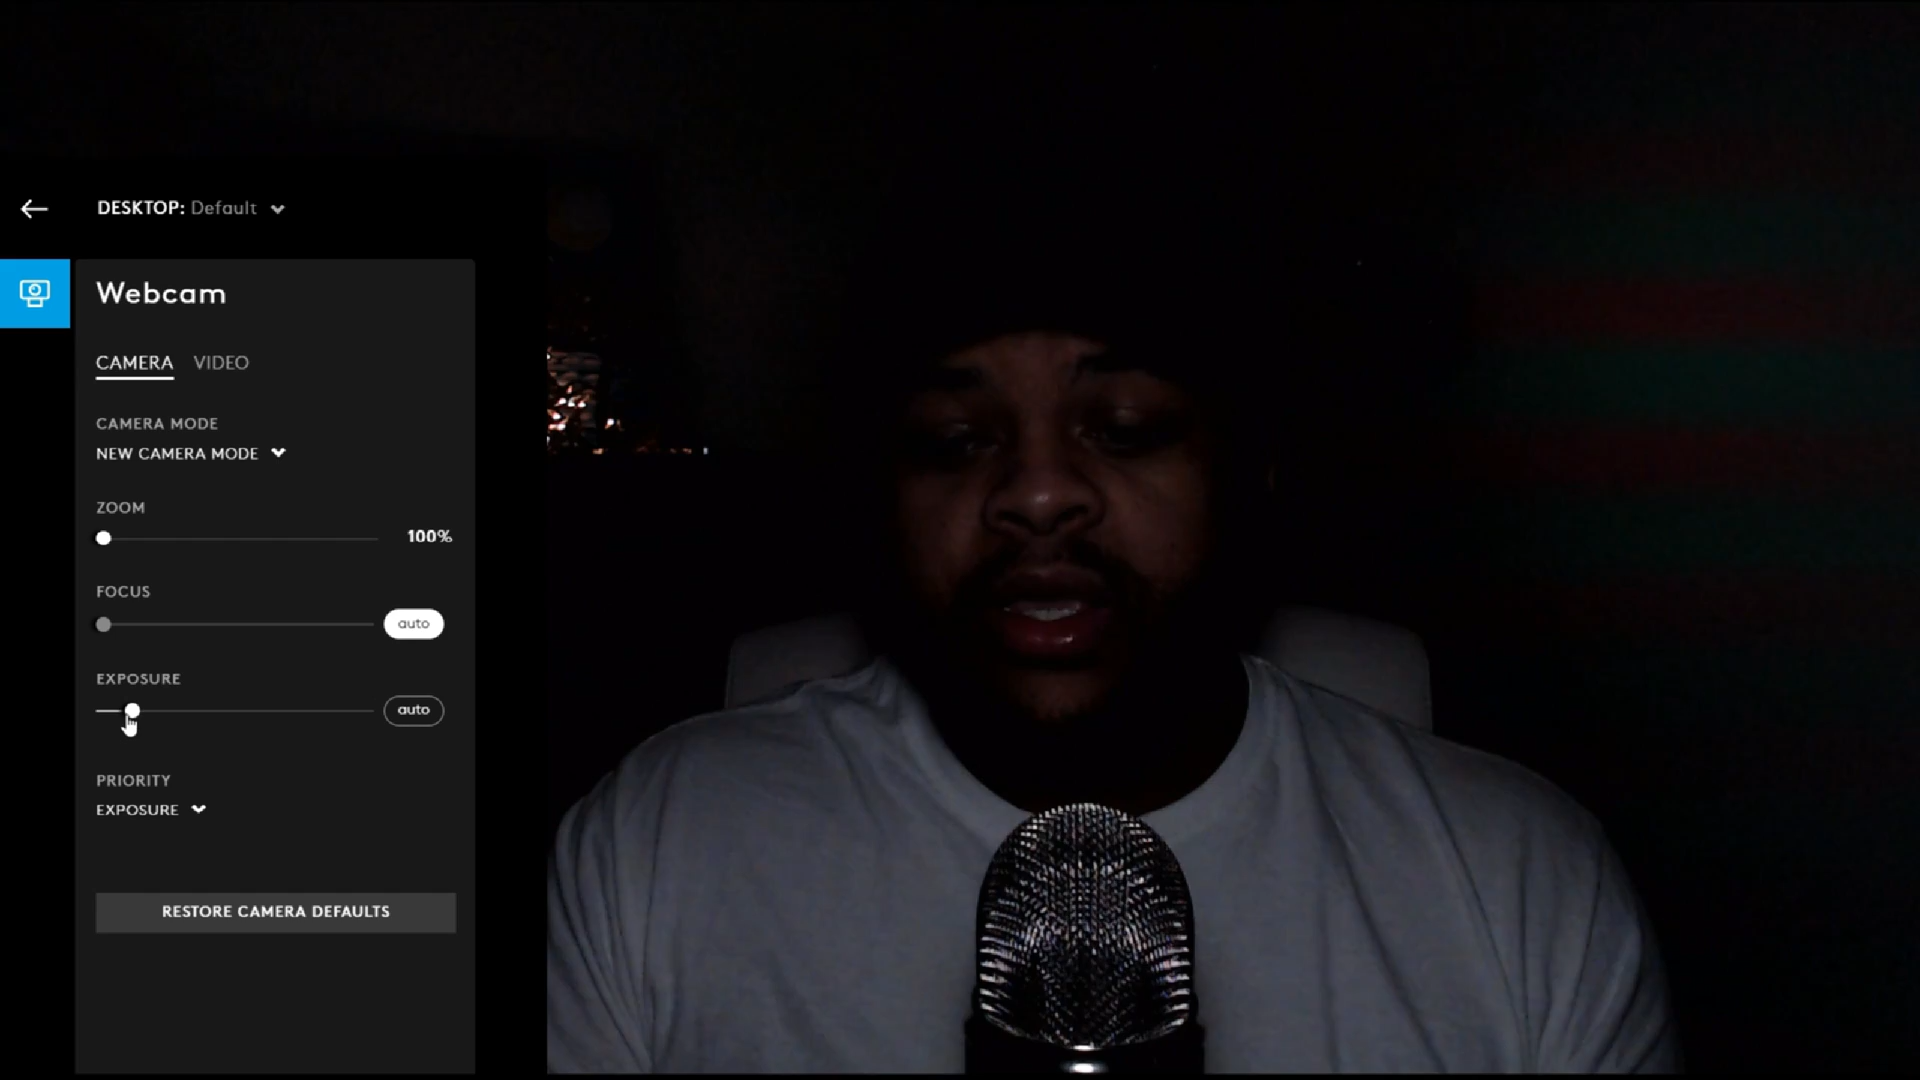 DESKTOP: Default
Webcam
CAMERA VIDEO
CAMERA MODE
NEW CAMERA MODE
ZOOM
100%
FOCUS
auto
EXPOSURE
auto
PRIORITY
EXPOSURE
RESTORE CAMERA DEFAULTS